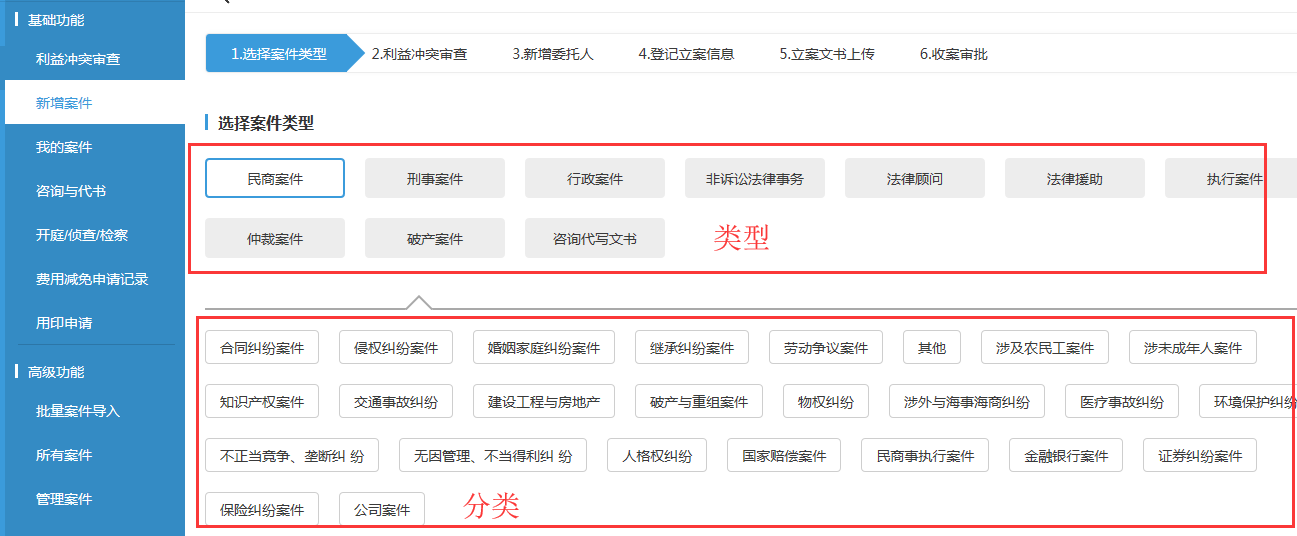 基础功能
利益冲突审查
新增案件
我的案件
咨询与代书
开庭/侦查/检察
费用减免申请记录
用印申请
高级功能
批量案件导入
所有案件
管理案件
1.选择案件类型 2.利益冲突审查 3.新增委托人 4.登记立案信息 5.立案文书上传 6.收案审批
选择案件类型
民商案件 刑事案件 行政案件 非诉讼法律事务 法律顾问 法律援助 执行案件
仲裁案件 破产案件 咨询代写文书 类型
合同纠纷案件 侵权纠纷案件 婚姻家庭纠纷案件 继承纠纷案件 劳动争议案件 其他 涉及农民工案件 涉未成年人案件
知识产权案件 交通事故纠纷 建设工程与房地产 破产与重组案件 物权纠纷 涉外与海事海商纠纷 医疗事故纠纷 环境保护纠纷
不正当竞争、垄断纠 纷 无因管理、不当得利纠 纷 人格权纠纷 国家赔偿案件 民商事执行案件 金融银行案件 证券纠纷案件
保险纠纷案件 公司案件 分类